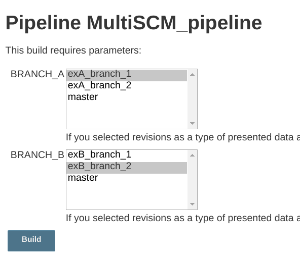 Pipeline MultiSCM_pipeline
This build requires parameters:
BRANCH_A
exA_branch_1
exA_branch_2
master
If you selected revisions as a type of presented data a
BRANCH_B
exB_branch_1
exB_branch_2
master
If you selected revisions as a type of presented data a
Build